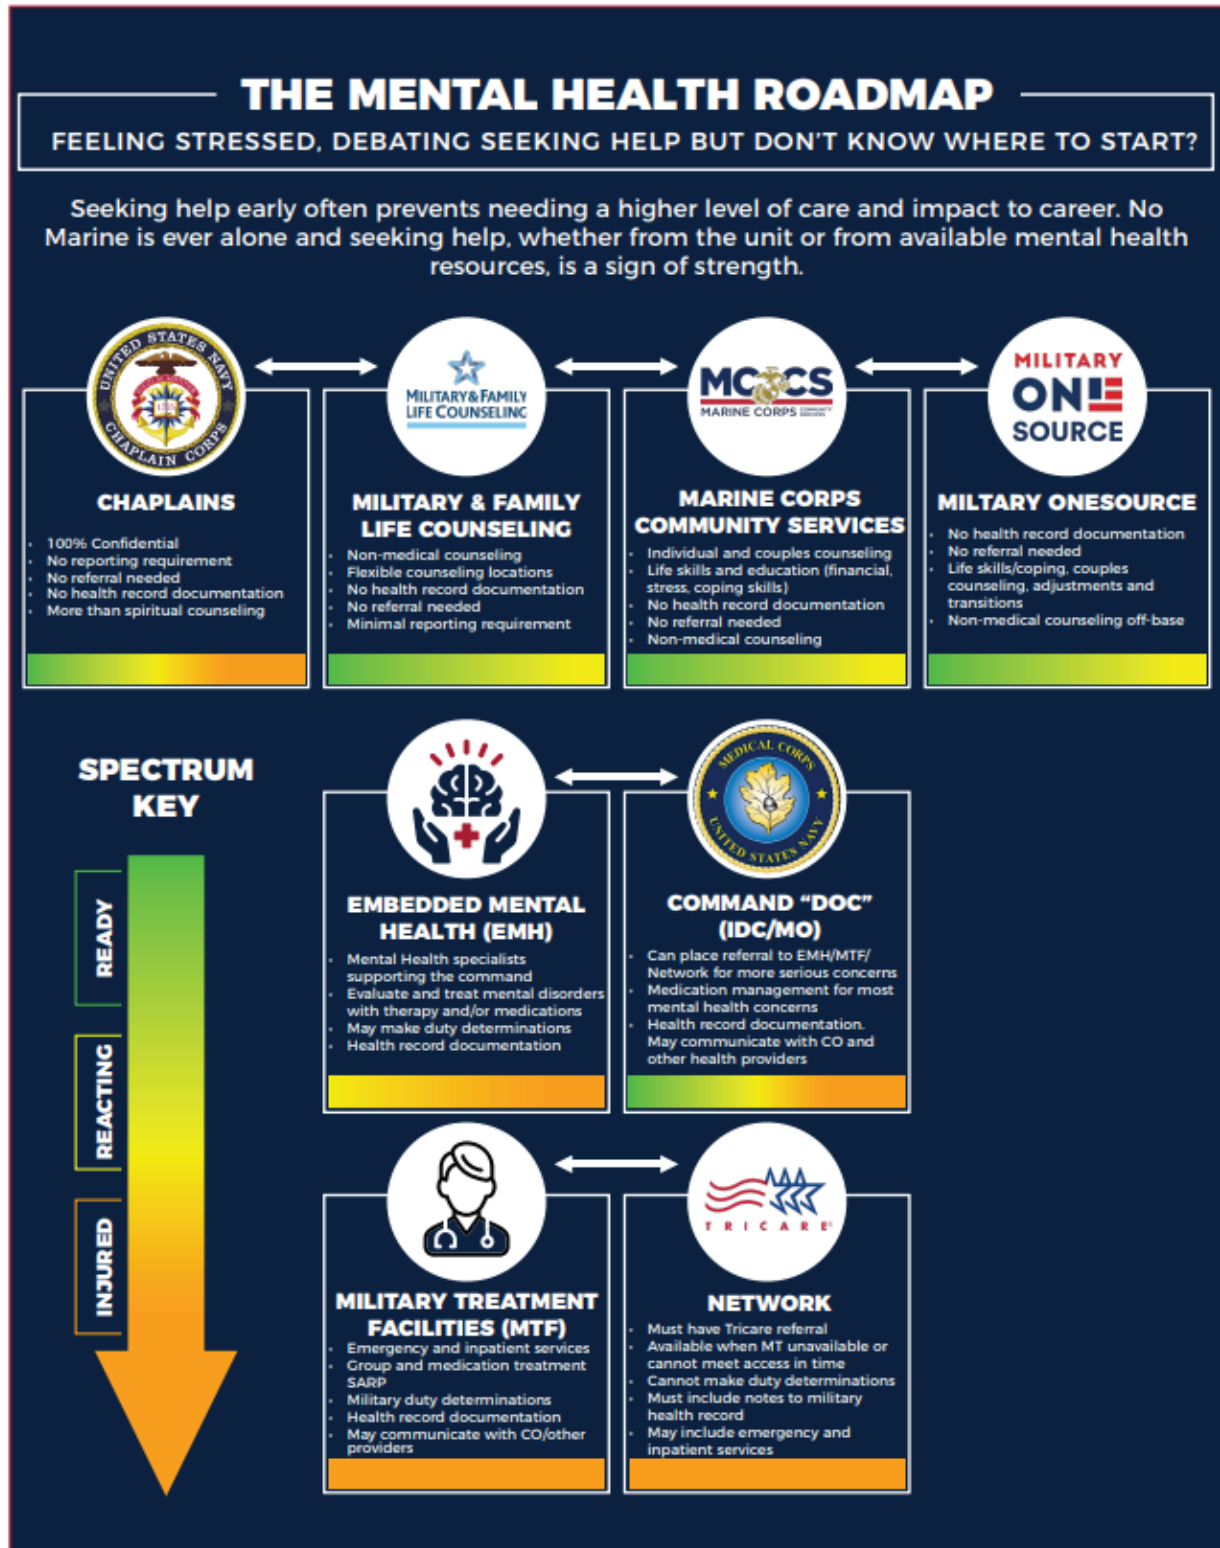 THE MENTAL HEALTH ROADMAP
FEELING STRESSED, DEBATING SEEKING HELP BUT DON'T KNOW WHERE TO START?
Seeking help early often prevents needing a higher level of care and impact to career. No
Marine is ever alone and seeking help, whether from the unit or from available mental health
resources, is a sign of strength.
UNITED STATES NAVY
CHAPLAIN CORPS
1775
CHAPLAINS
· 100% Confidential
· No reporting requirement
· No referral needed
· No health record documentation
· More than spiritual counseling
MILITARY & FAMILY
LIFE COUNSELING
MILITARY & FAMILY
LIFE COUNSELING
· Non-medical counseling
· Flexible counseling locations
· No health record documentation
· No referral needed
· Minimal reporting requirement
MCCS
MARINE CORPS COMMUNITY SERVICES
MARINE CORPS
COMMUNITY SERVICES
· Individual and couples counseling
· Life skills and education (financial,
stress, coping skills)
· No health record documentation
· No referral needed
· Non-medical counseling
MILITARY
ONE
SOURCE
MILTARY ONESOURCE
· No health record documentation
· No referral needed
· Life skills/coping, couples
counseling, adjustments and
transitions
· Non-medical counseling off-base
SPECTRUM
KEY
READY
REACTING
INJURED
EMBEDDED MENTAL
HEALTH (EMH)
· Mental Health specialists
supporting the command
· Evaluate and treat mental disorders
with therapy and/or medications
· May make duty determinations
· Health record documentation
MEDICAL CORPS
UNITED STATES NAVY
COMMAND "DOC"
(IDC/MO)
· Can place referral to EMH/MTF/
Network for more serious concerns
· Medication management for most
mental health concerns
· Health record documentation.
May communicate with CO and
other health providers
MILITARY TREATMENT
FACILITIES (MTF)
· Emergency and inpatient services
· Group and medication treatment
SARP
· Military duty determinations
· Health record documentation
· May communicate with CO/other
providers
TRICARE
NETWORK
· Must have Tricare referral
· Available when MT unavailable or
cannot meet access in time
· Cannot make duty determinations
· Must include notes to military
health record
· May include emergency and
inpatient services